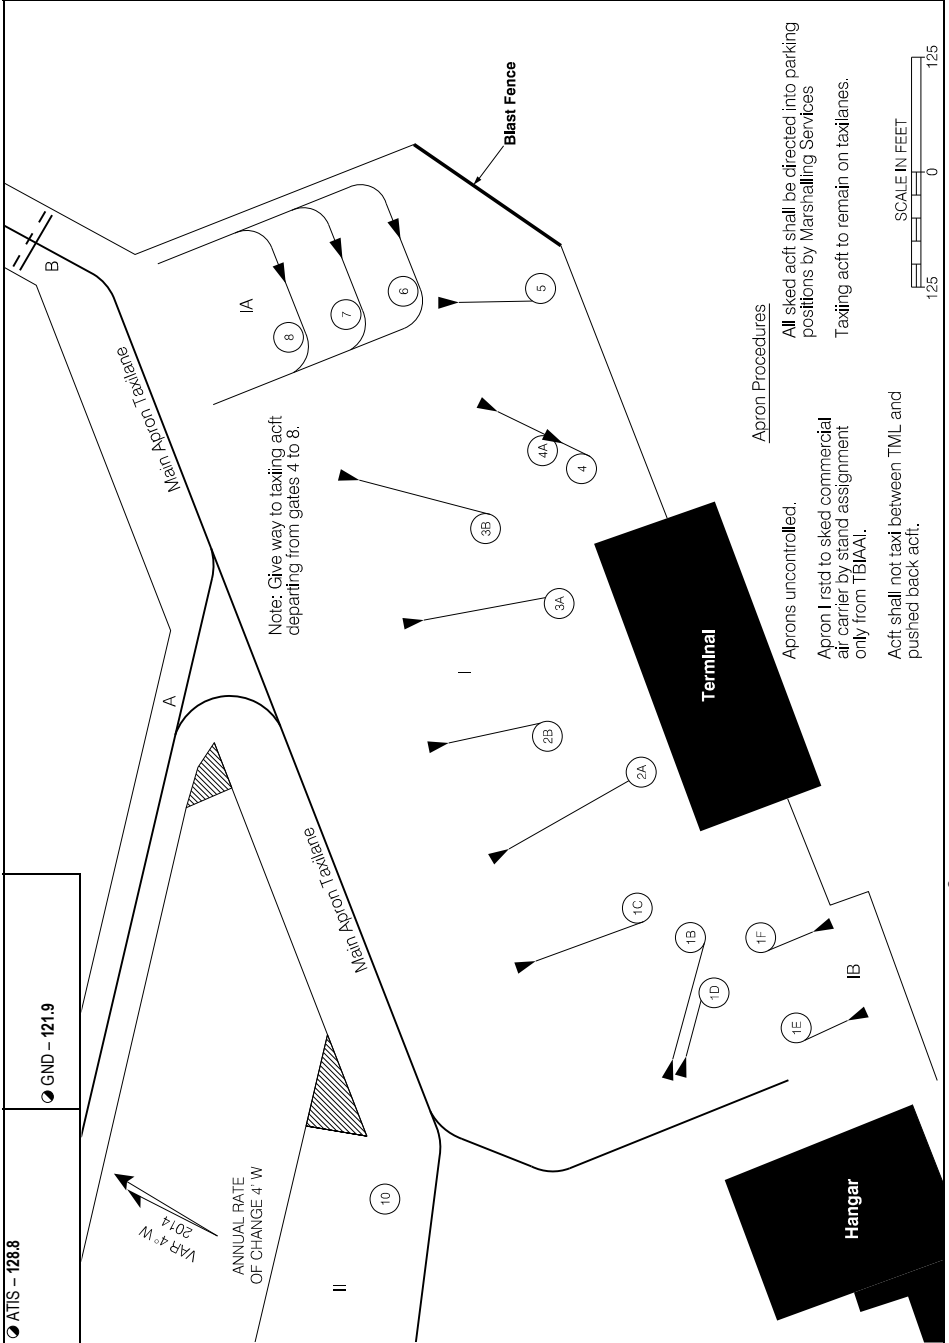 ATIS – 128.8
GND – 121.9
VAR 4° W
2014
ANNUAL RATE
OF CHANGE 4' W
II
10
A
B
Main Apron Taxilane
Main Apron Taxilane
Note: Give way to taxiing acft
departing from gates 4 to 8.
IA
8
7
6
5
4A
4
3B
3A
I
2B
2A
1C
1B
1D
1F
1E
IB
Blast Fence
Terminal
Hangar
Apron Procedures
Aprons uncontrolled.
Apron I rstd to sked commercial
air carrier by stand assignment
only from TBIAAI.
Acft shall not taxi between TML and
pushed back acft.
All sked acft shall be directed into parking
positions by Marshalling Services
Taxiing acft to remain on taxilanes.
SCALE IN FEET
125 0 125